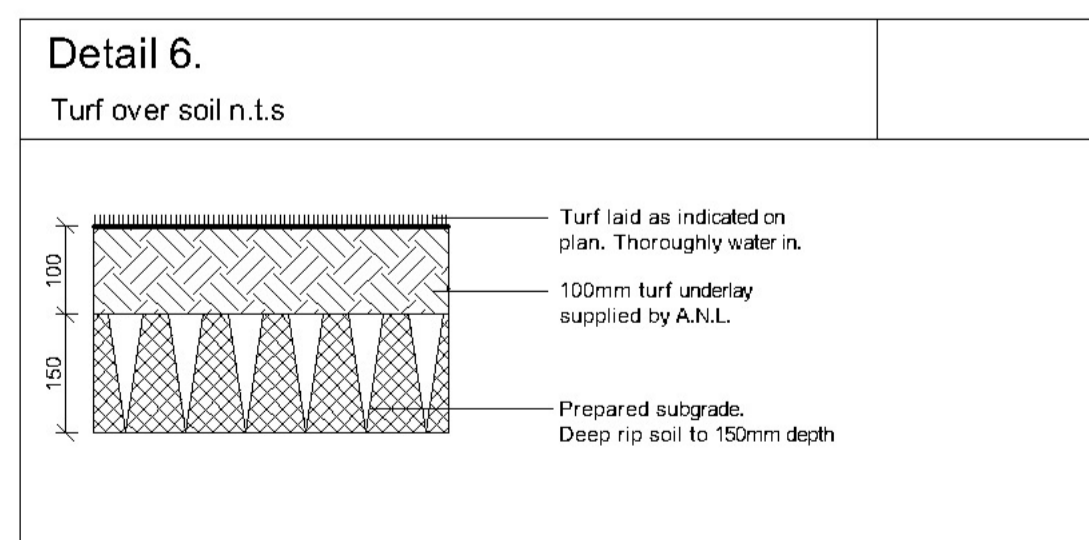 Detail 6.
Turf over soil n.t.s
100
150
Turf laid as indicated on
plan. Thoroughly water in.
100mm turf underlay
supplied by A.N.L.
Prepared subgrade.
Deep rip soil to 150mm depth